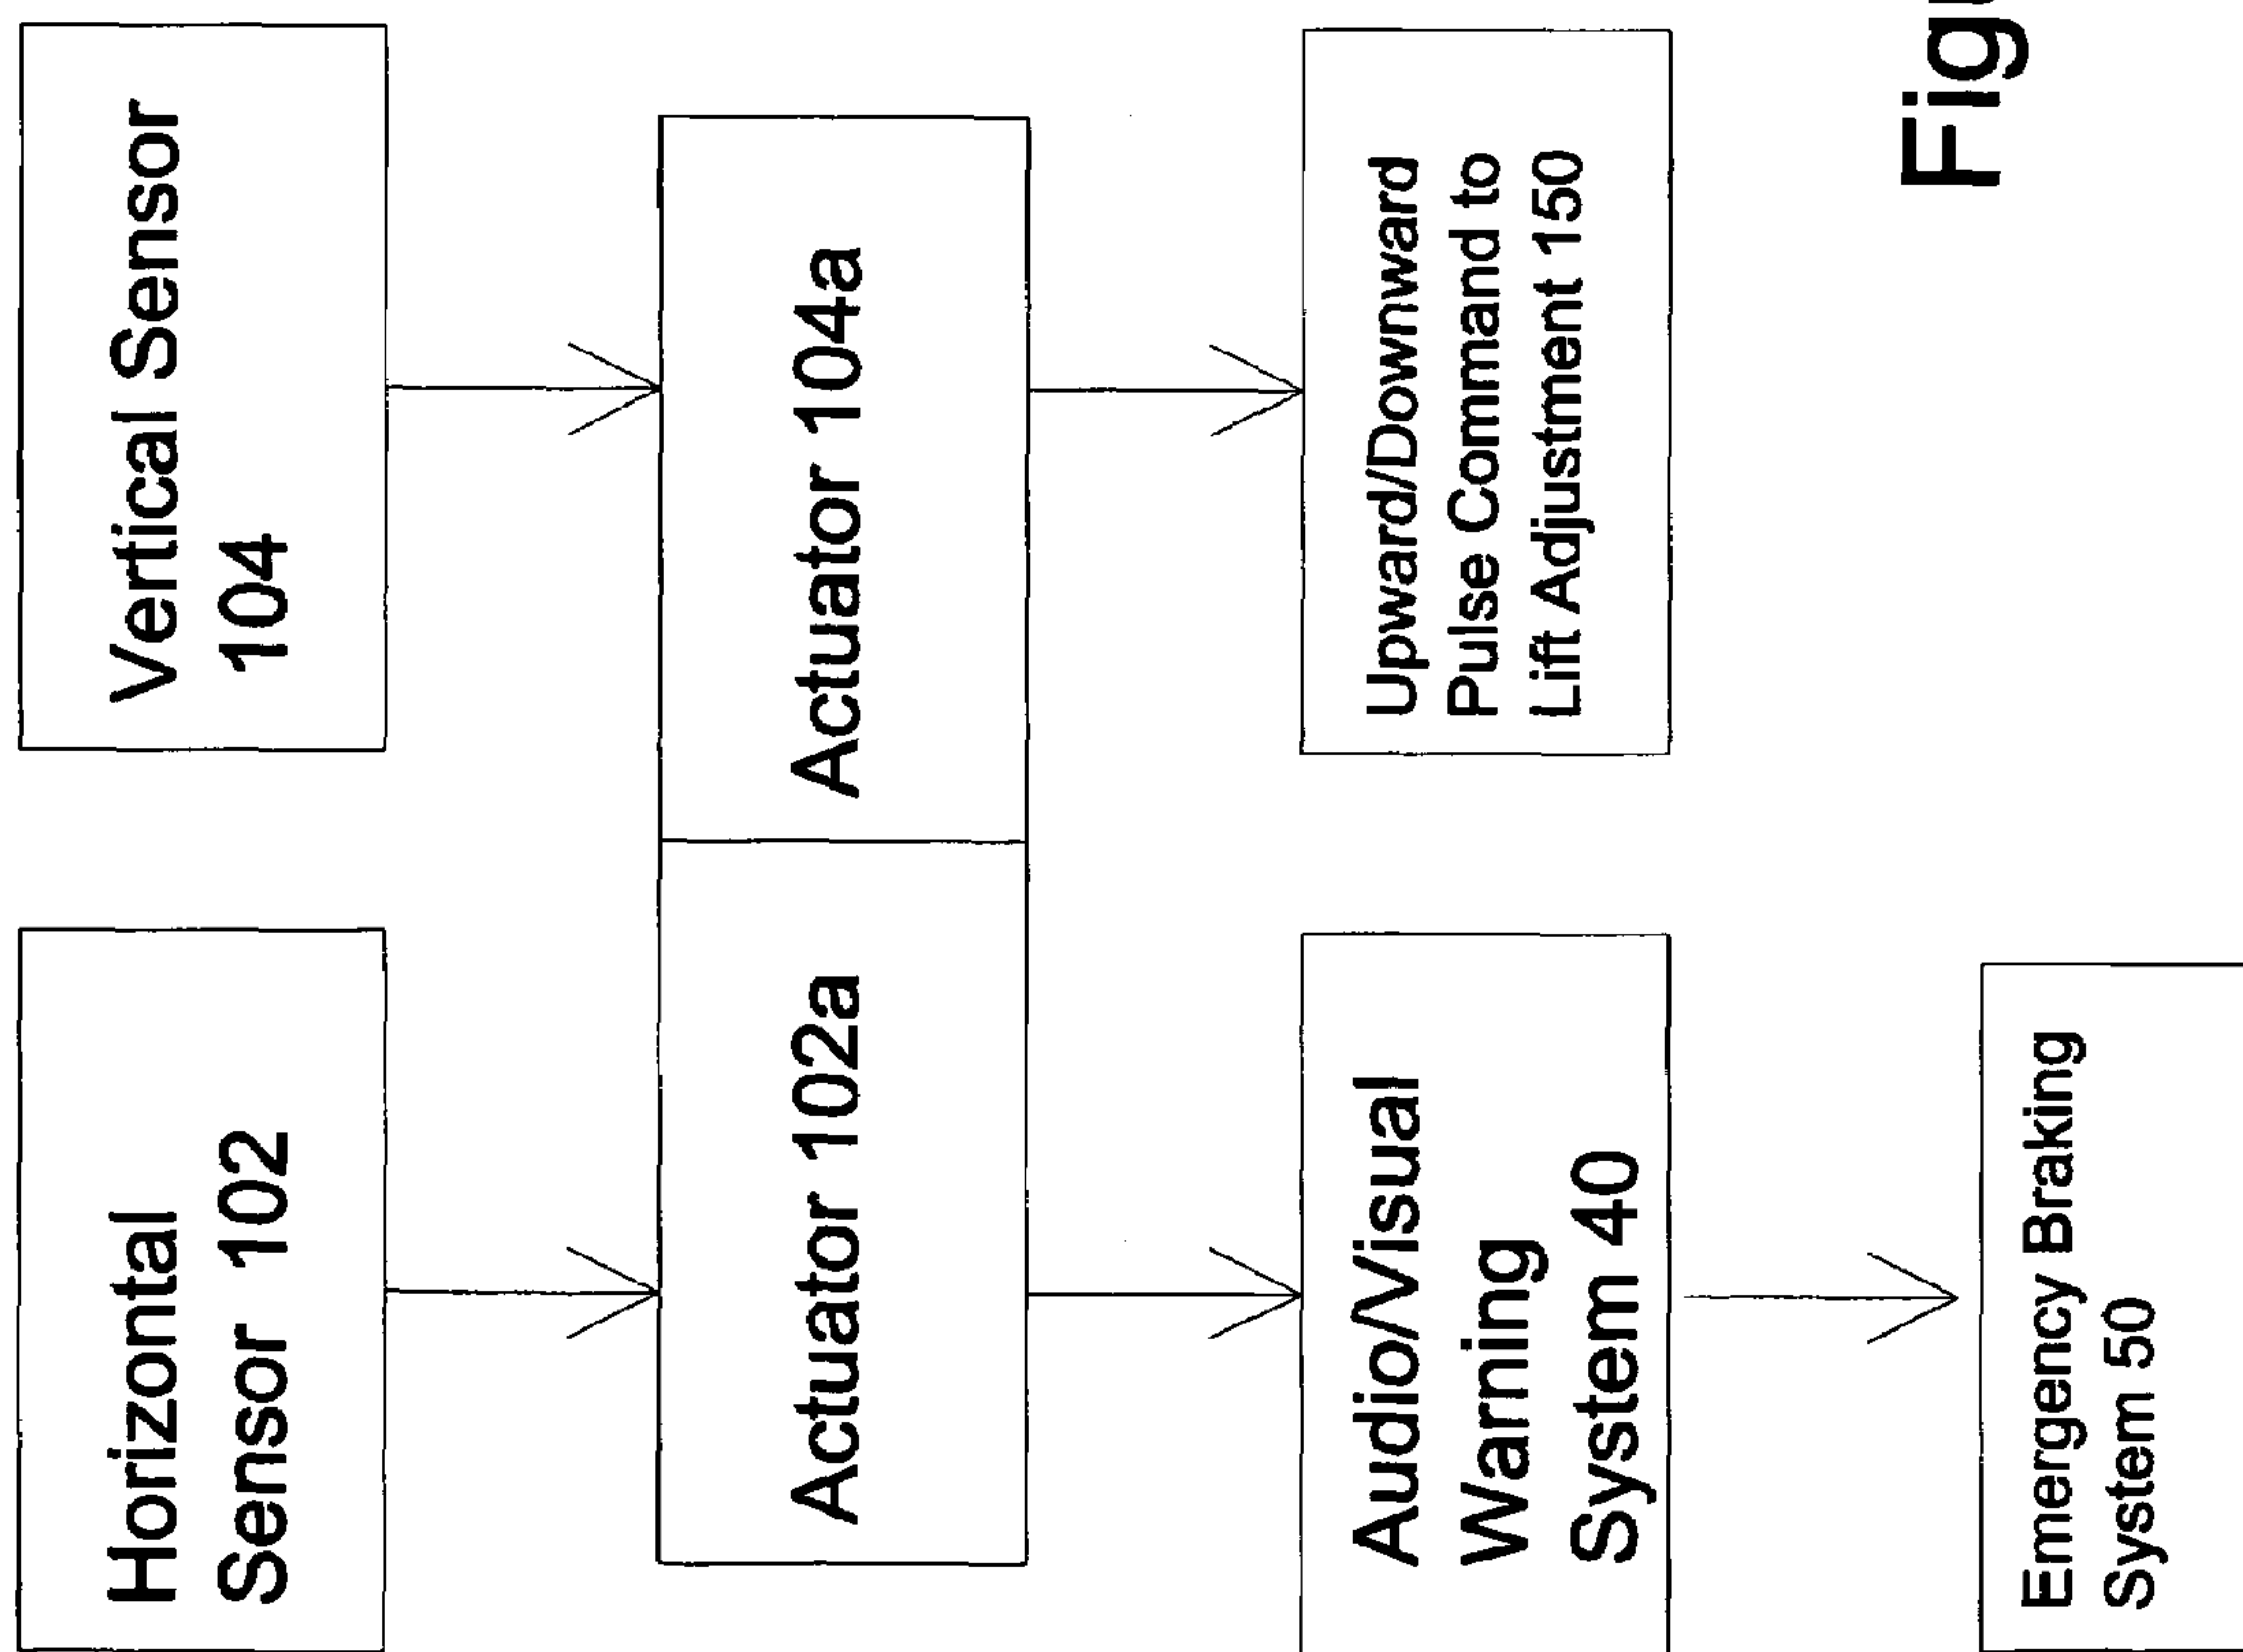 Horizontal
Sensor 102
Vertical Sensor
104
Actuator 102a
Actuator 104a
Audio/Visual
Warning
System 40
Upward/Downward
Pulse Command to
Lift Adjustment 150
Emergency Braking
System 50